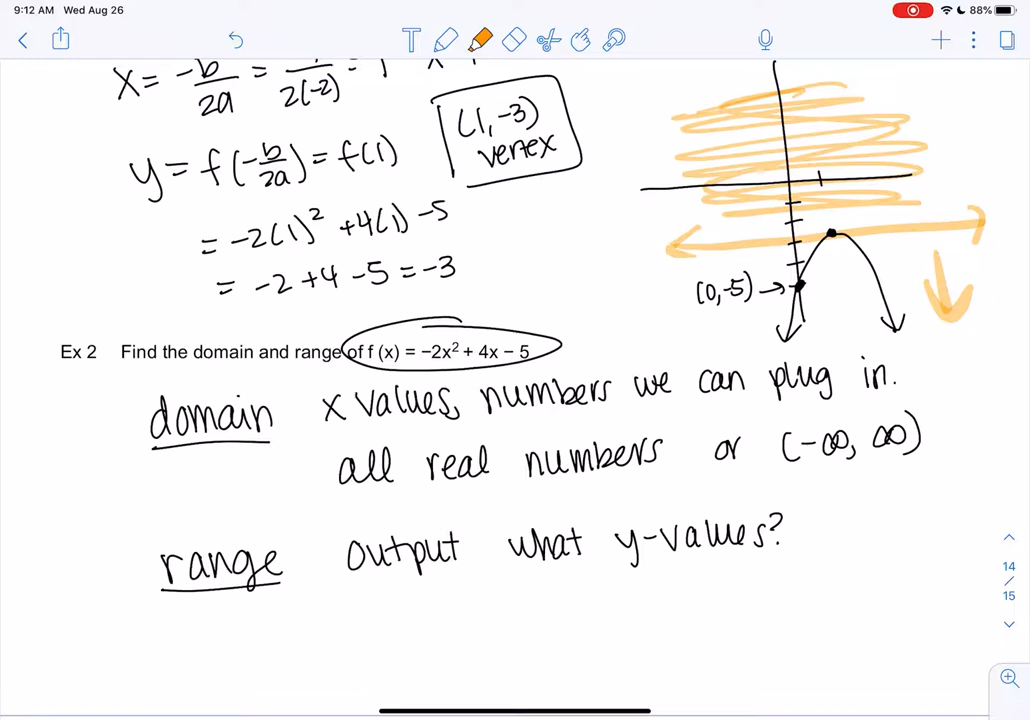 9:12 AM Wed Aug 26
88%
T
x = -b/2a = /2(-2) =
(1, -3)
vertex
y = f(-b/2a) = f(1)
= -2(1)² +4(1) -5
= -2 +4 -5 = -3
(0,-5)
Ex 2 Find the domain and range of f (x) = −2x² + 4x − 5
domain x values, numbers we can plug in.
all real numbers or (-∞, ∞)
range output what y-values?
14
/
15